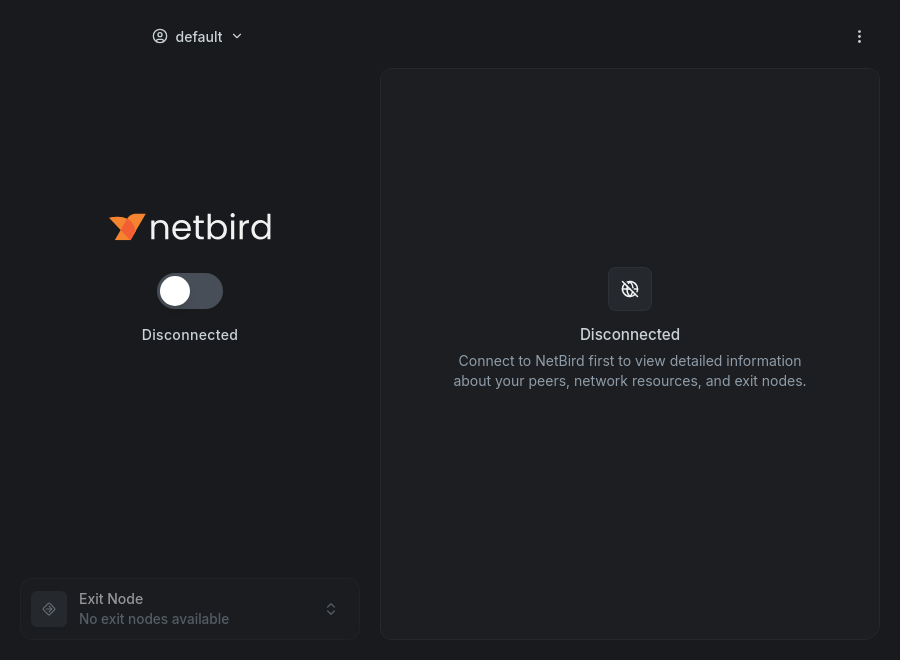 default
netbird
Disconnected
Disconnected
Connect to NetBird first to view detailed information
about your peers, network resources, and exit nodes.
Exit Node
No exit nodes available